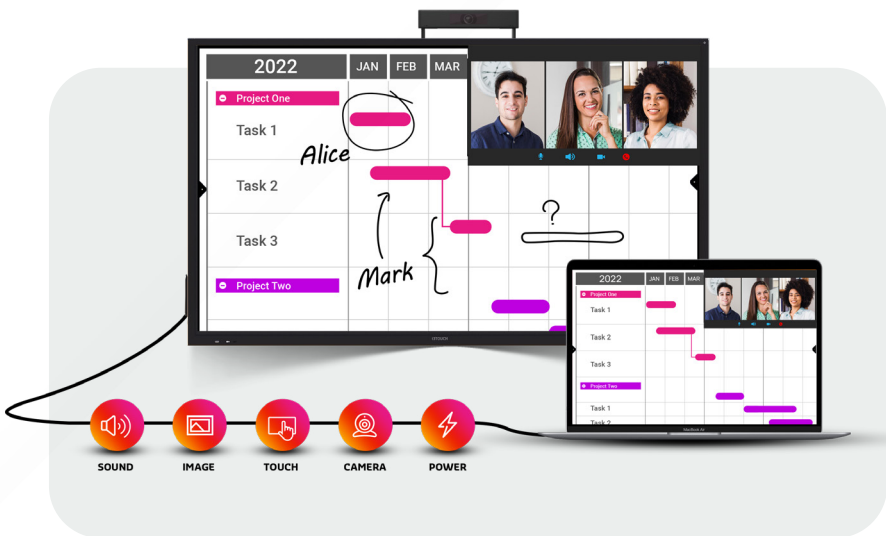 2022 JAN FEB MAR
Project One
Task 1
Alice
Task 2
Task 3
Mark
?
Project Two
2022 JAN FEB MAR
Project One
Task 1
Task 2
Task 3
Project Two
Task 1
Task 2
MacBook Air
SOUND IMAGE TOUCH CAMERA POWER